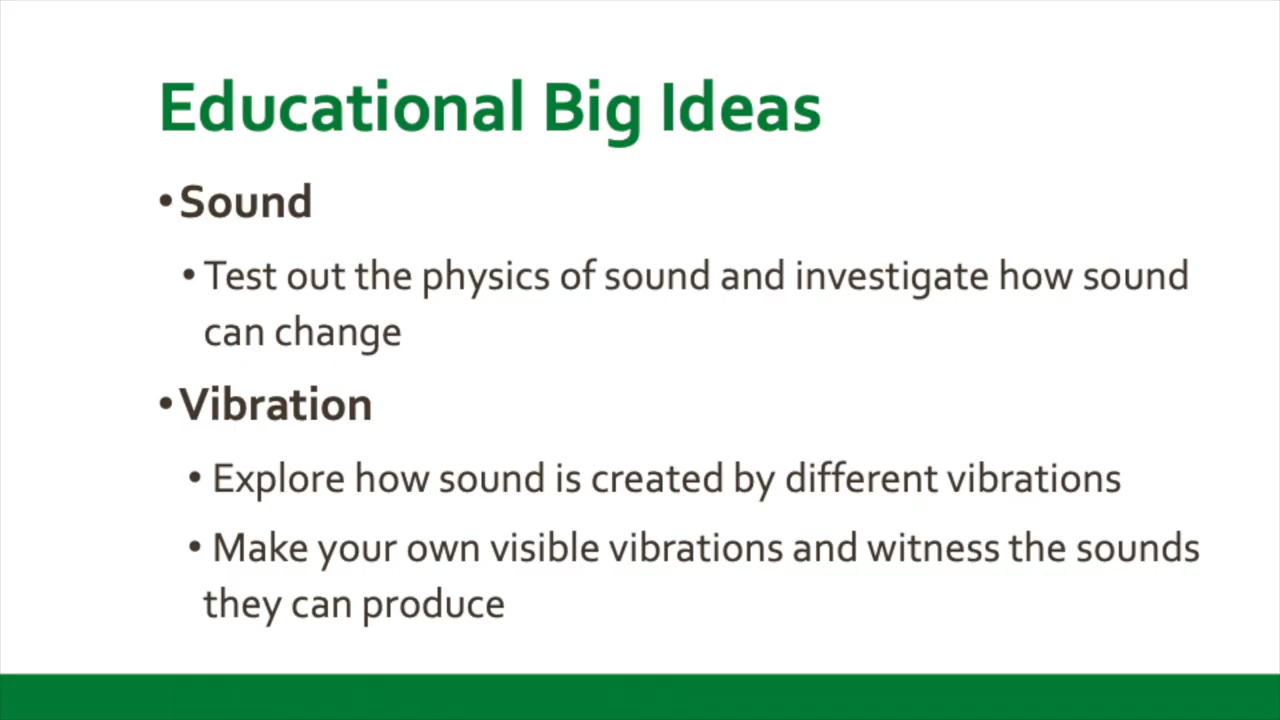 Educational Big Ideas
•Sound
• Test out the physics of sound and investigate how sound
can change
•Vibration
• Explore how sound is created by different vibrations
• Make your own visible vibrations and witness the sounds
they can produce